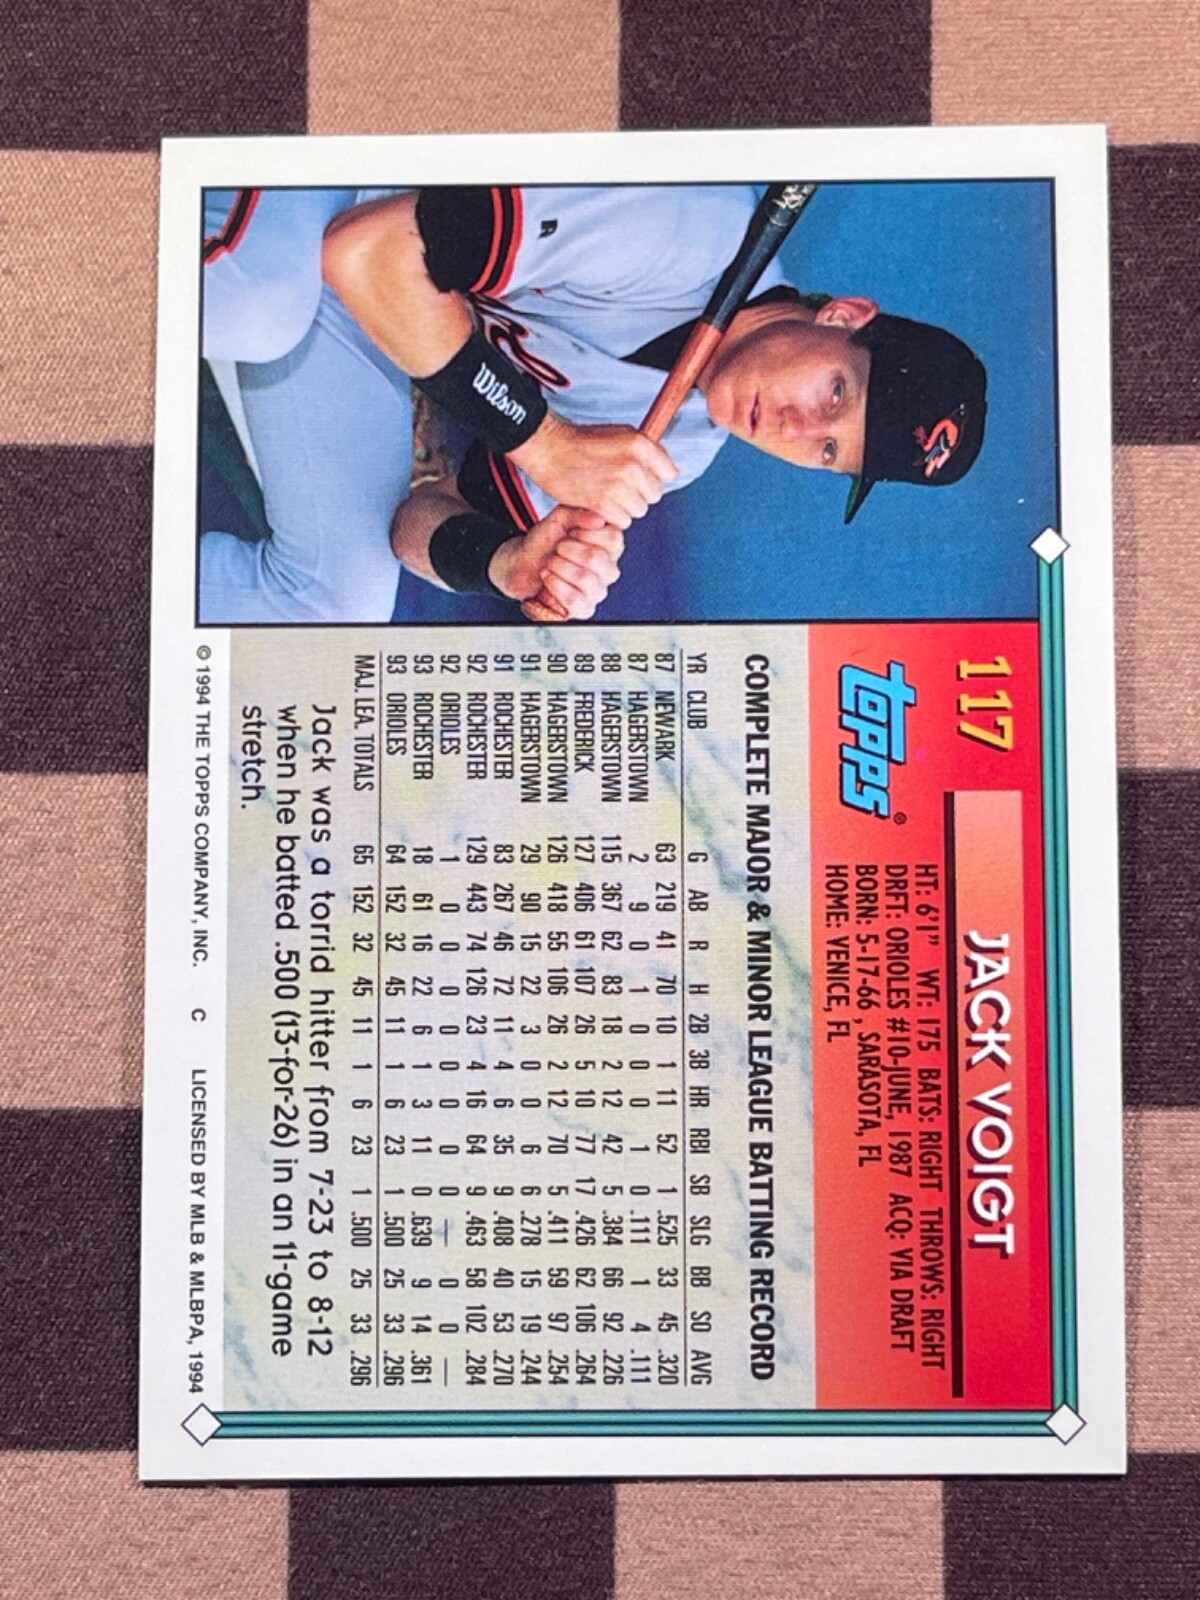 117
JACK VOIGT
topps®
HT: 6'1" WT: 175 BATS: RIGHT THROWS: RIGHT
DRFT: ORIOLES #10-JUNE, 1987 ACQ: VIA DRAFT
BORN: 5-17-66, SARASOTA, FL
HOME: VENICE, FL
COMPLETE MAJOR & MINOR LEAGUE BATTING RECORD
YR CLUB G AB R H 2B 3B HR RBI SB SLG BB SO AVG
87 NEWARK 63 219 41 70 10 1 11 52 1 .525 33 45 .320
87 HAGERSTOWN 2 9 0 1 0 0 0 1 0 .111 1 4 .111
88 HAGERSTOWN 115 367 62 83 18 2 12 42 5 .384 66 92 .226
89 FREDERICK 127 406 61 107 26 5 10 77 17 .426 62 106 .264
90 HAGERSTOWN 126 418 55 106 26 2 12 70 5 .411 59 97 .254
91 HAGERSTOWN 29 90 15 22 3 0 0 6 6 .278 15 19 .244
91 ROCHESTER 83 267 46 72 11 4 6 35 9 .408 40 53 .270
92 ROCHESTER 129 443 74 126 23 4 16 64 9 .463 58 102 .284
92 ORIOLES 1 0 0 0 0 0 0 0 0 — 0 0 —
93 ROCHESTER 18 61 16 22 6 1 3 11 0 .639 9 14 .361
93 ORIOLES 64 152 32 45 11 1 6 23 1 .500 25 33 .296
MAJ. LEA. TOTALS 65 152 32 45 11 1 6 23 1 .500 25 33 .296
Jack was a torrid hitter from 7-23 to 8-12
when he batted .500 (13-for-26) in an 11-game
stretch.
© 1994 THE TOPPS COMPANY, INC. C LICENSED BY MLB & MLBPA, 1994
Wilson
R